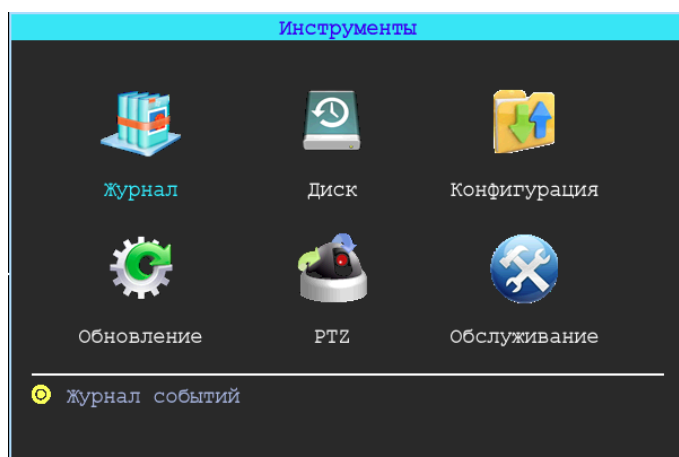 Инструменты
Журнал
Диск
Конфигурация
Обновление
PTZ
Обслуживание
Журнал событий